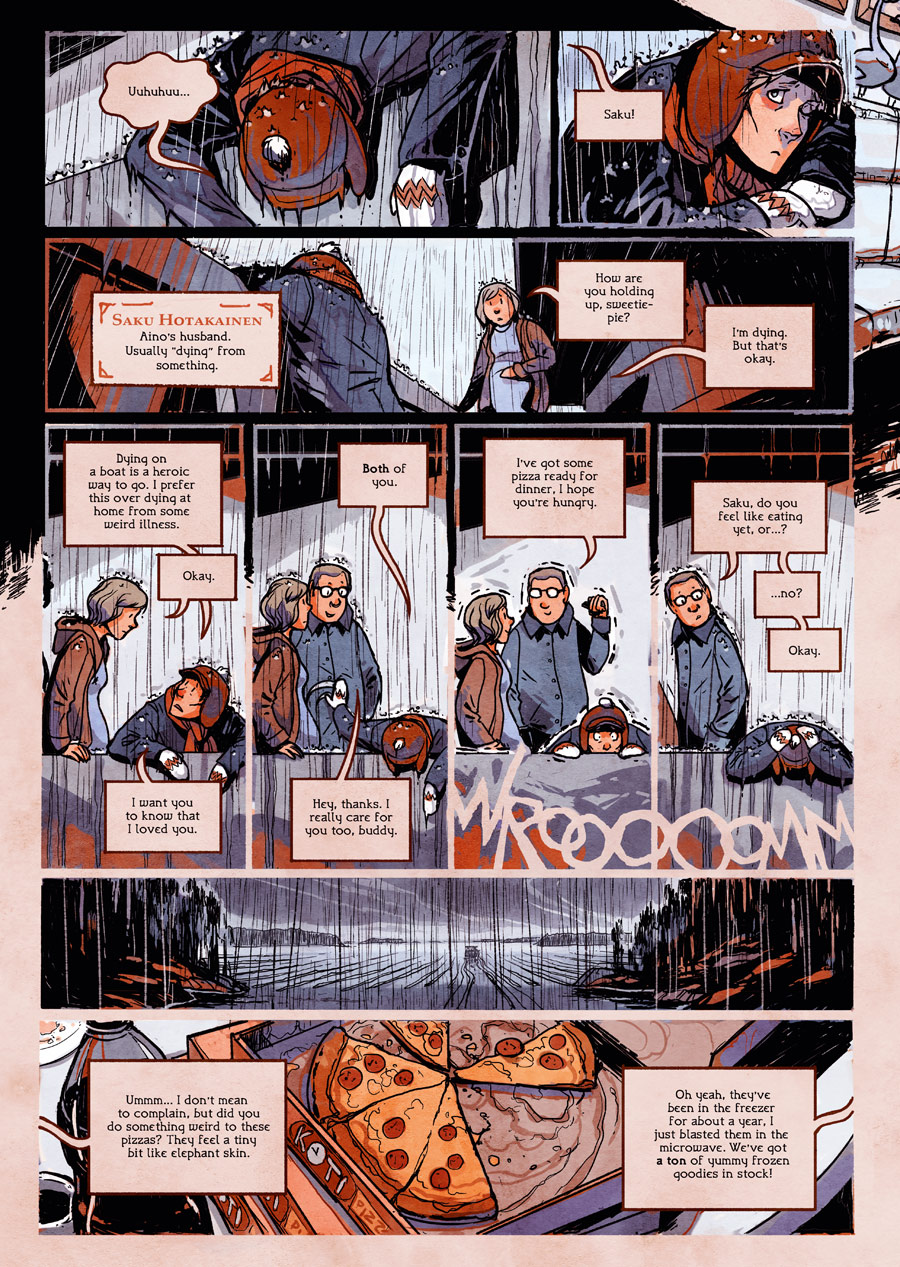 Uuhuhuu...
Saku!
SAKU HOTAKAINEN
Aino's husband.
Usually "dying" from
something.
How are
you holding
up, sweetie-
pie?
I'm dying.
But that's
okay.
Dying on
a boat is a heroic
way to go. I prefer
this over dying at
home from some
weird illness.
Okay.
I want you
to know that
I loved you.
Both of
you.
Hey, thanks. I
really care for
you too, buddy.
I've got some
pizza ready for
dinner, I hope
you're hungry.
Saku, do you
feel like eating
yet, or...?
...no?
Okay.
WROOOOOMM
Ummm... I don't mean
to complain, but did you
do something weird to these
pizzas? They feel a tiny
bit like elephant skin.
KOTI
PIZZ
Oh yeah, they've
been in the freezer
for about a year, I
just blasted them in the
microwave. We've got
a ton of yummy frozen
goodies in stock!